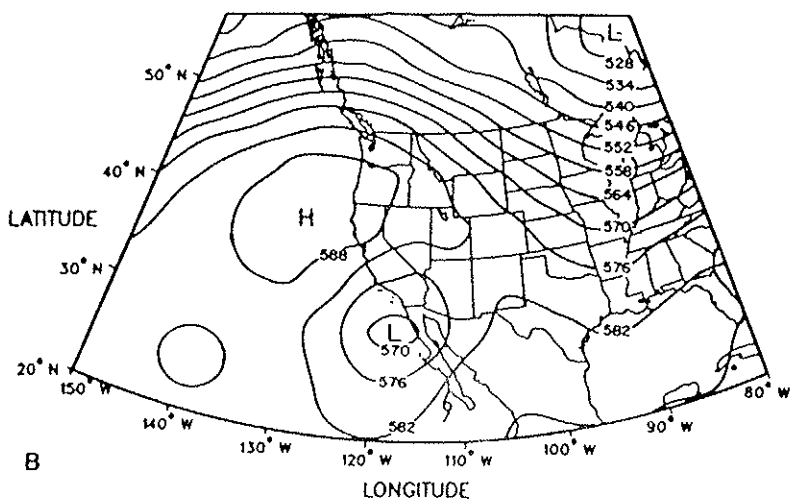 L
528
534
540
546
552
558
564
570
576
582
50° N
40° N
LATITUDE
30° N
20° N
H
588
L
570
576
582
150° W
140° W
130° W
120° W
110° W
100° W
90° W
80° W
B
LONGITUDE